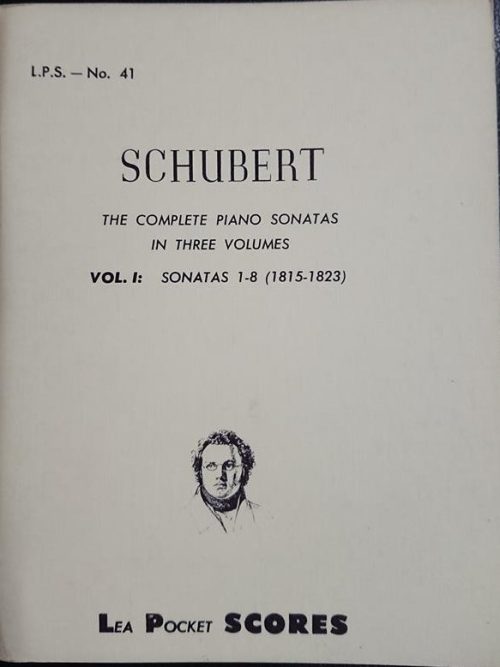 L.P.S. — No. 41
SCHUBERT
THE COMPLETE PIANO SONATAS
IN THREE VOLUMES
VOL. I: SONATAS 1-8 (1815-1823)
LEA POCKET SCORES